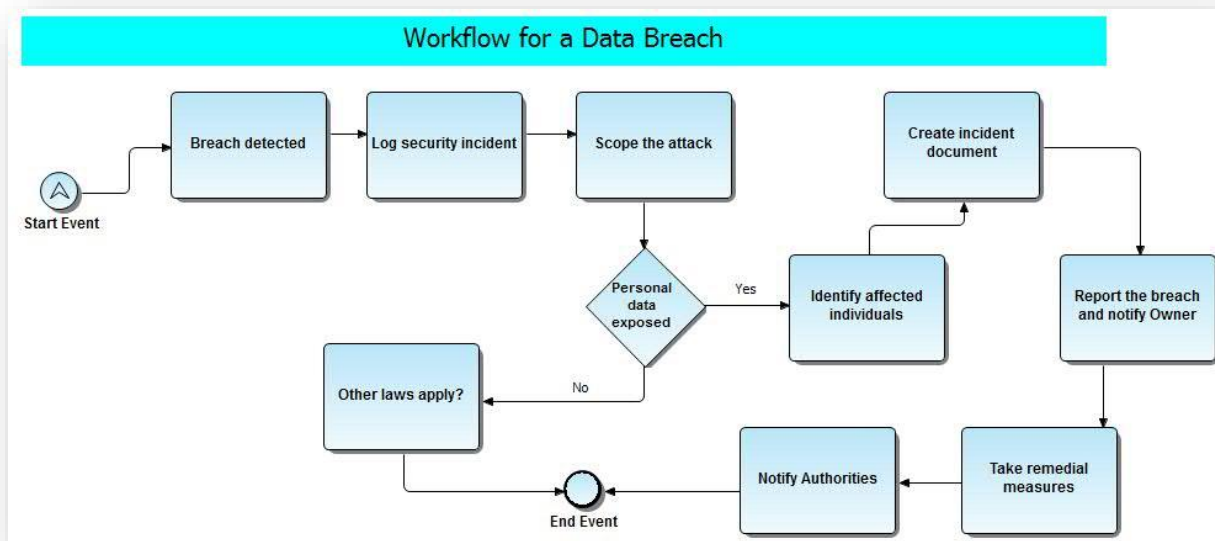 Workflow for a Data Breach
Breach detected
Log security incident
Scope the attack
Create incident
document
Start Event
Personal
data
exposed
Yes
Identify affected
individuals
Report the breach
and notify Owner
No
Other laws apply?
Notify Authorities
Take remedial
measures
End Event